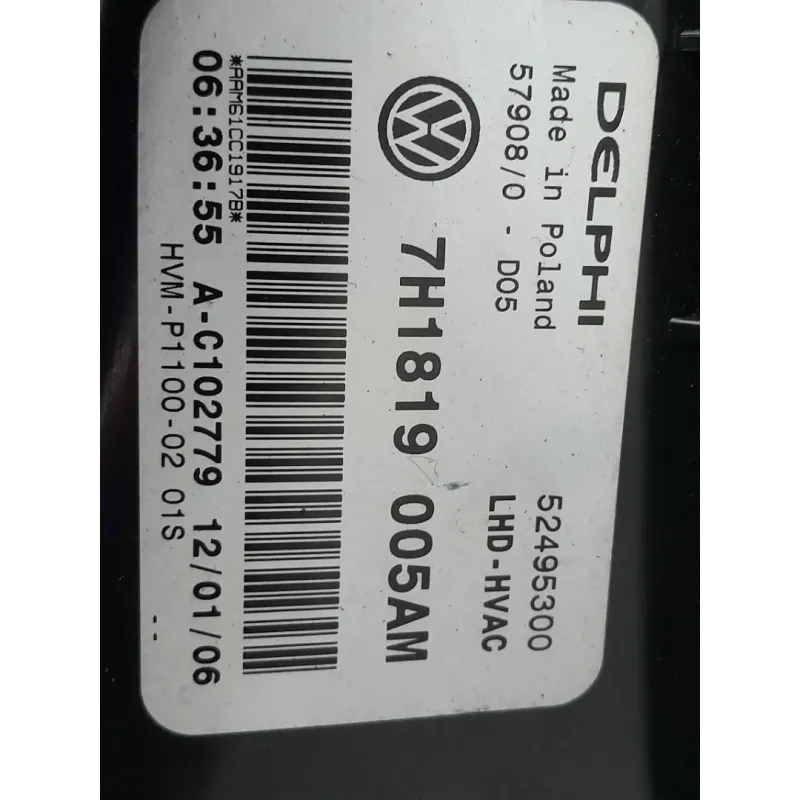 DELPHI
Made in Poland 52495300
57908/0 - D05 LHD-HVAC
7H1819 005AM
*AAM61CC1917B*
06:36:55 A-C102779 12/01/06
HVM-P1100-02 01S --